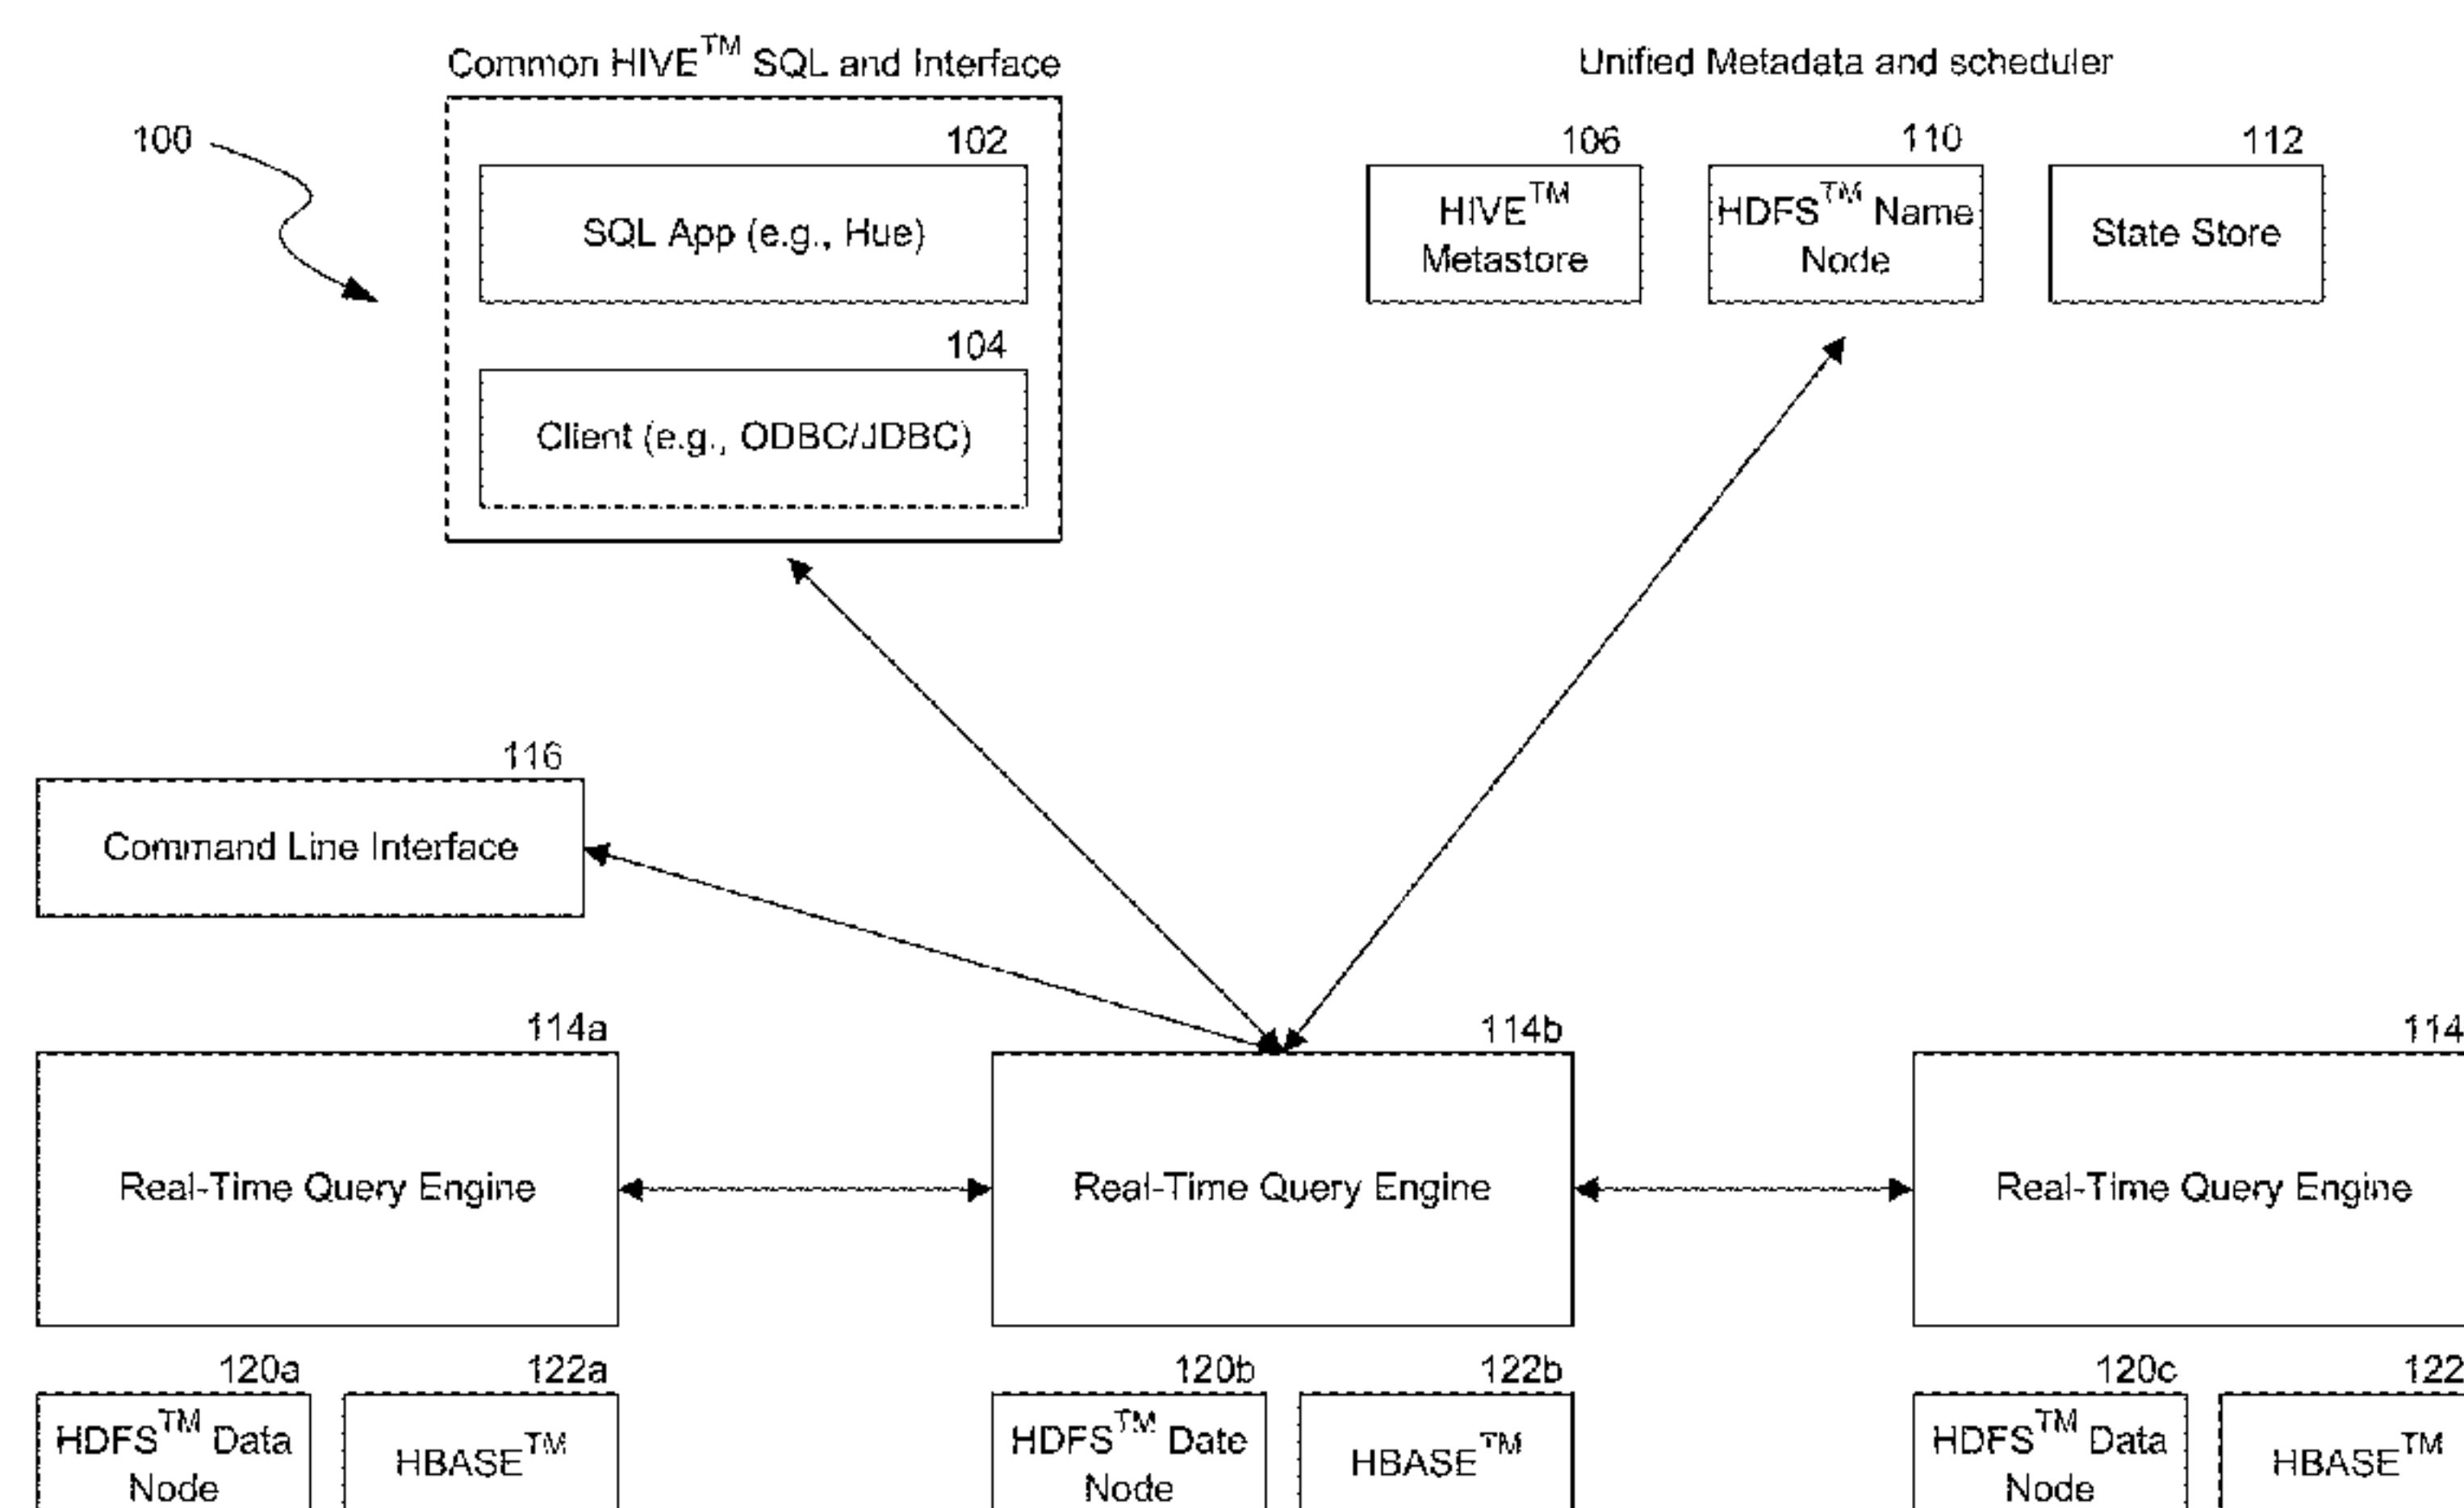 Common HIVE™ SQL and Interface
Unified Metadata and scheduler
100
102
106
110
112
SQL App (e.g., Hue)
HIVE™
Metastore
HDFS™ Name
Node
State Store
104
Client (e.g., ODBC/JDBC)
116
Command Line Interface
114a
114b
114
Real-Time Query Engine
Real-Time Query Engine
Real-Time Query Engine
120a
122a
120b
122b
120c
122
HDFS™ Data
Node
HBASE™
HDFS™ Date
Node
HBASE™
HDFS™ Data
Node
HBASE™